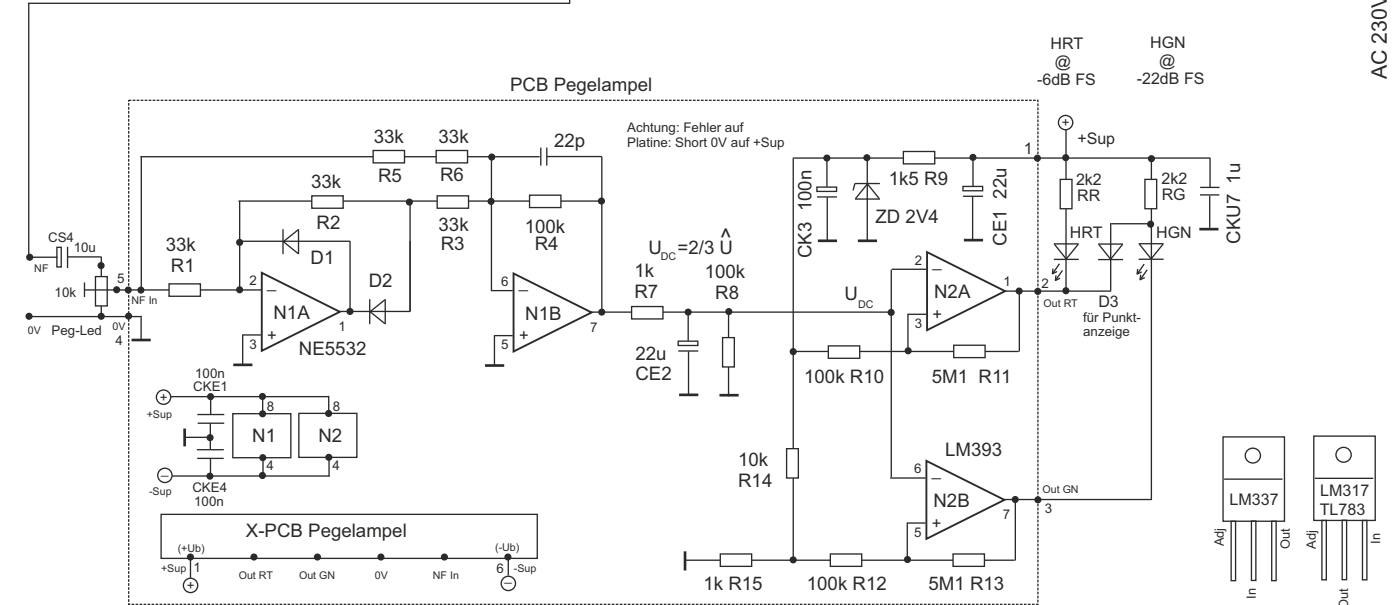 AC 230V
HRT
@
-6dB FS
HGN
@
-22dB FS
PCB Pegelampel
Achtung: Fehler auf
Platine: Short 0V auf +Sup
+Sup
1
33k
R5
33k
R6
22p
33k
R2
33k
R3
100k
R4
CK3 100n
1k5 R9
ZD 2V4
CE1 22u
2k2
RR
2k2
RG
CKU7 1u
HRT
HGN
CS4
10u
NF
10k
0V Peg-Led
5
NF In
0V
4
33k
R1
D1
D2
2
−
N1A
+
3
1
NE5532
6
−
N1B
+
5
7
U DC =2/3 Û
1k
R7
100k
R8
22u
CE2
U DC
2
−
N2A
+
3
1
2
Out RT
D3
für Punkt-
anzeige
100k R10
5M1 R11
100n
CKE1
+
+Sup
8
N1
4
8
N2
4
−
-Sup
CKE4
100n
10k
R14
LM393
6
−
N2B
+
5
7
Out GN
3
1k R15
100k R12
5M1 R13
X-PCB Pegelampel
(+Ub)
+Sup 1
+
Out RT
Out GN
0V
NF In
(-Ub)
6 -Sup
−
LM337
Adj
In
Out
LM317
TL783
Adj
Out
In